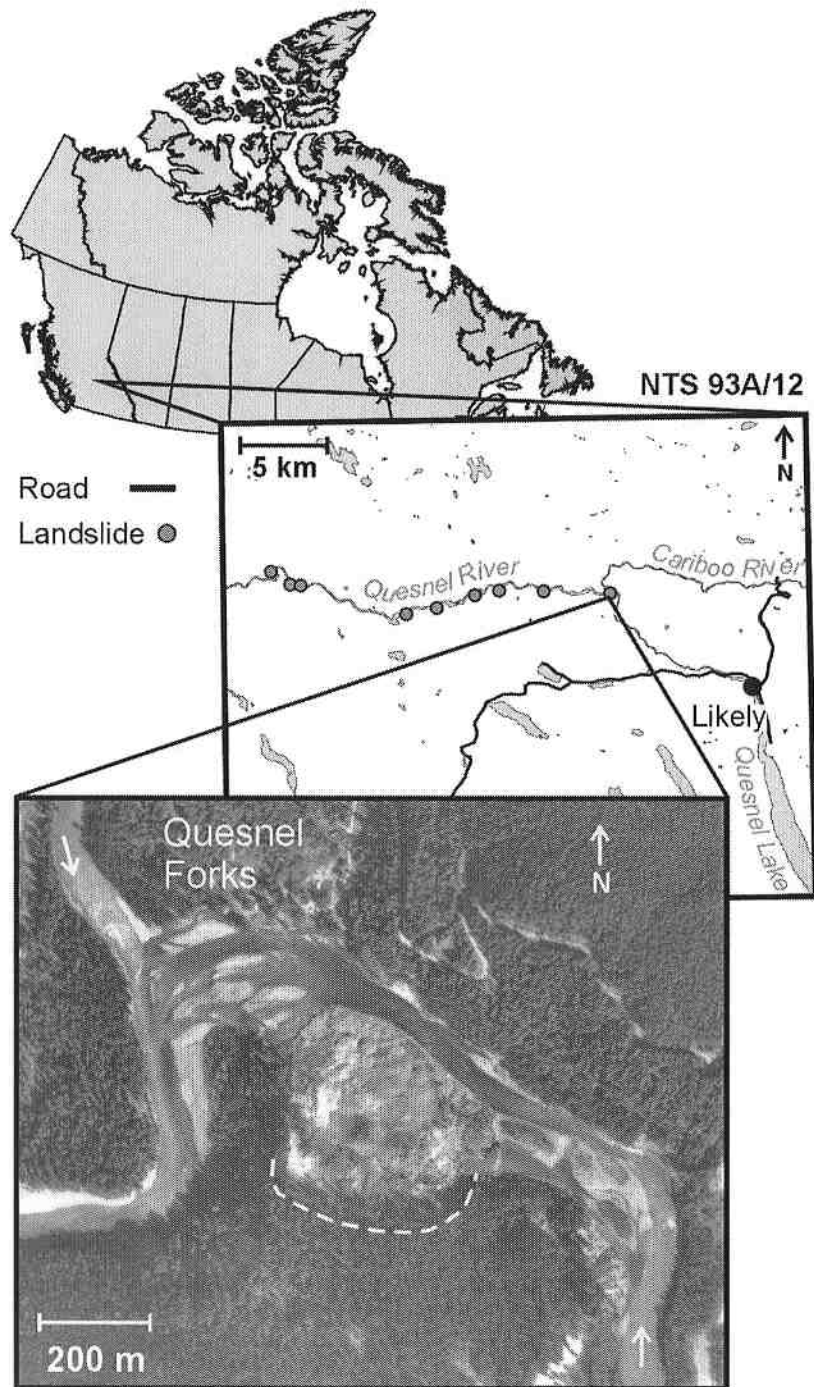 NTS 93A/12
5 km
N
Road
Landslide
Quesnel River
Cariboo River
Likely
Quesnel Lake
Quesnel
Forks
N
200 m